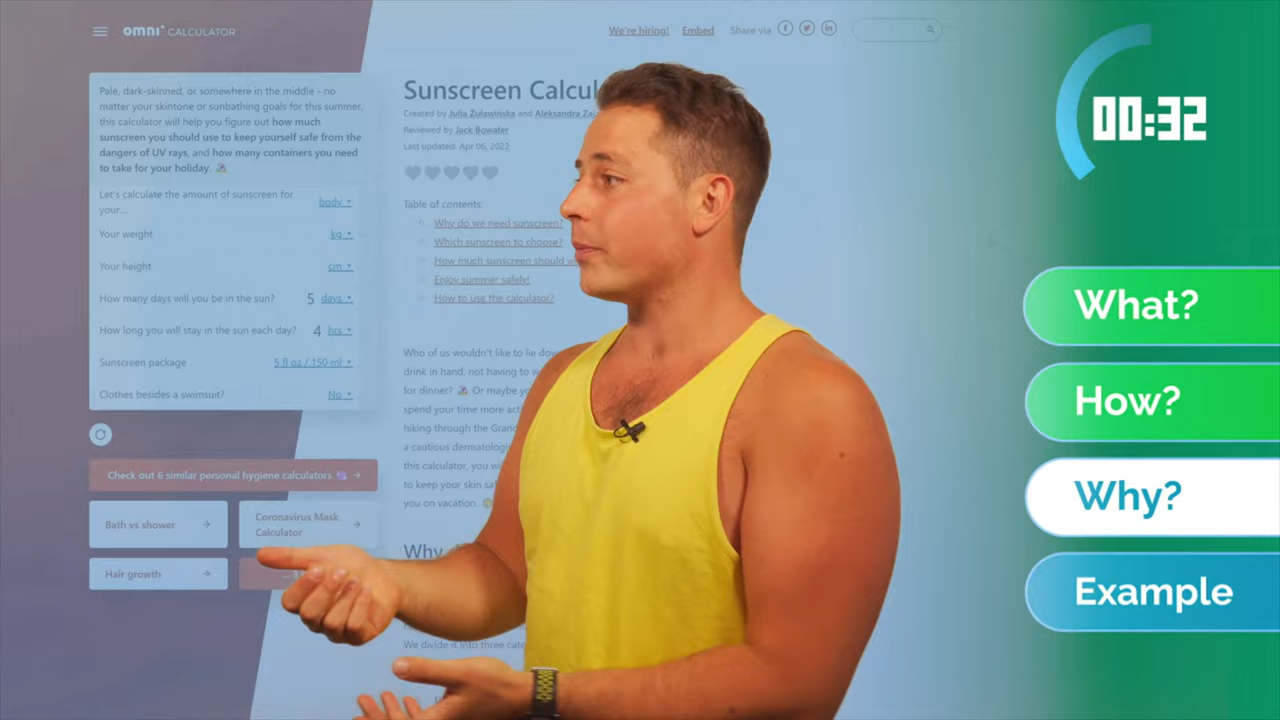 omni CALCULATOR
We're hiring!
Embed
Share via
Pale, dark-skinned, or somewhere in the middle - no
matter your skintone or sunbathing goals for this summer,
this calculator will help you figure out how much
sunscreen you should use to keep yourself safe from the
dangers of UV rays, and how many containers you need
to take for your holiday.
Let's calculate the amount of sunscreen for
your...
body
Your weight
kg
Your height
cm
How many days will you be in the sun? 5 days
How long you will stay in the sun each day? 4 hrs
Sunscreen package
5 fl oz / 150 ml
Clothes besides a swimsuit?
No
Check out 6 similar personal hygiene calculators →
Bath vs shower →
Coronavirus Mask
Calculator →
Hair growth →
Sunscreen Calcul
Created by Julia Żuławińska and Aleksandra
Reviewed by Jack Bowater
Last updated: Apr 06, 2022
Table of contents:
Why do we need sunscreen?
Which sunscreen to choose?
How much sunscreen should w
Enjoy summer safely!
How to use the calculator?
Who of us wouldn't like to lie dow
drink in hand, not having to w
for dinner? Or maybe yo
spend your time more act
hiking through the Gran
a cautious dermatologi
this calculator, you wi
to keep your skin sa
you on vacation.
Why
We divide it into three cate
00:32
What?
How?
Why?
Example